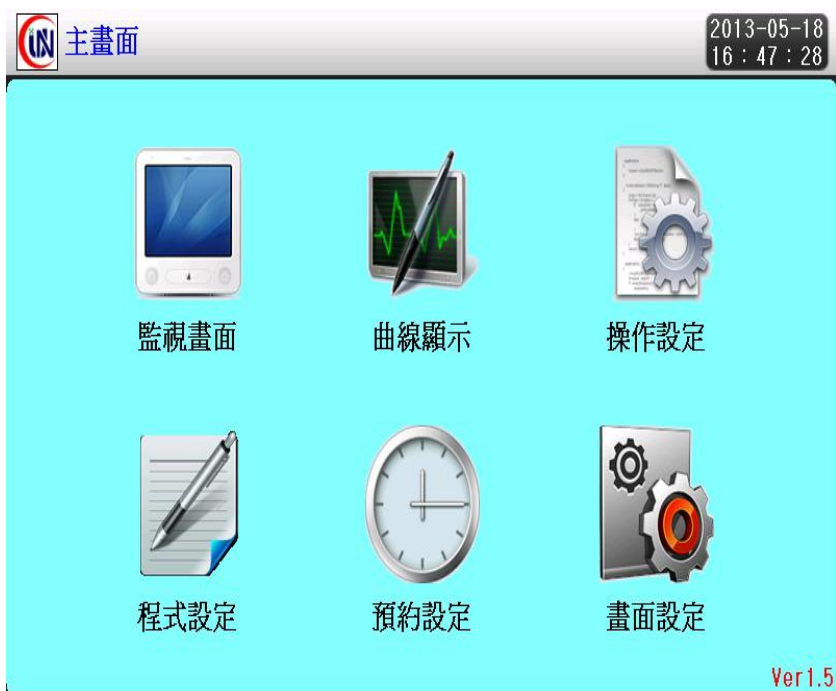 主畫面
2013-05-18
16：47：28
監視畫面
曲線顯示
操作設定
程式設定
預約設定
畫面設定
Ver1.5